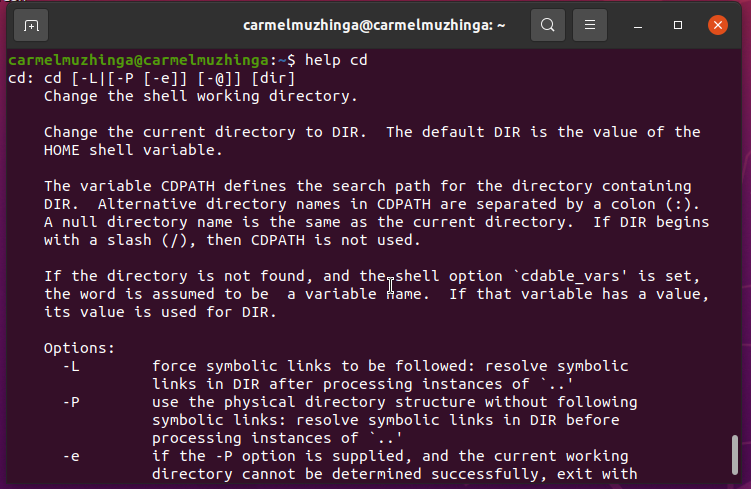 carmelmuzhinga@carmelmuzhinga: ~
carmelmuzhinga@carmelmuzhinga:~$ help cd
cd: cd [-L|[-P [-e]] [-@]] [dir]
    Change the shell working directory.

    Change the current directory to DIR.  The default DIR is the value of the
    HOME shell variable.

    The variable CDPATH defines the search path for the directory containing
    DIR.  Alternative directory names in CDPATH are separated by a colon (:).
    A null directory name is the same as the current directory.  If DIR begins
    with a slash (/), then CDPATH is not used.

    If the directory is not found, and the shell option `cdable_vars' is set,
    the word is assumed to be  a variable name.  If that variable has a value,
    its value is used for DIR.

    Options:
      -L        force symbolic links to be followed: resolve symbolic
                links in DIR after processing instances of `..'
      -P        use the physical directory structure without following
                symbolic links: resolve symbolic links in DIR before
                processing instances of `..'
      -e        if the -P option is supplied, and the current working
                directory cannot be determined successfully, exit with